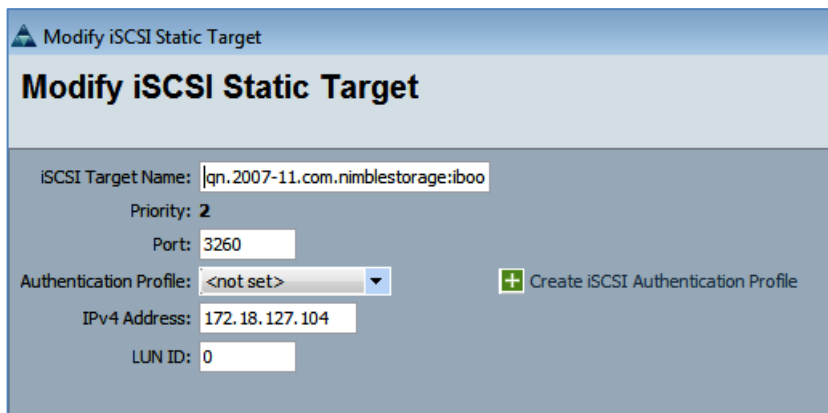 Modify iSCSI Static Target
Modify iSCSI Static Target
iSCSI Target Name: qn.2007-11.com.nimblestorage:iboo
Priority: 2
Port: 3260
Authentication Profile: <not set> Create iSCSI Authentication Profile
IPv4 Address: 172.18.127.104
LUN ID: 0